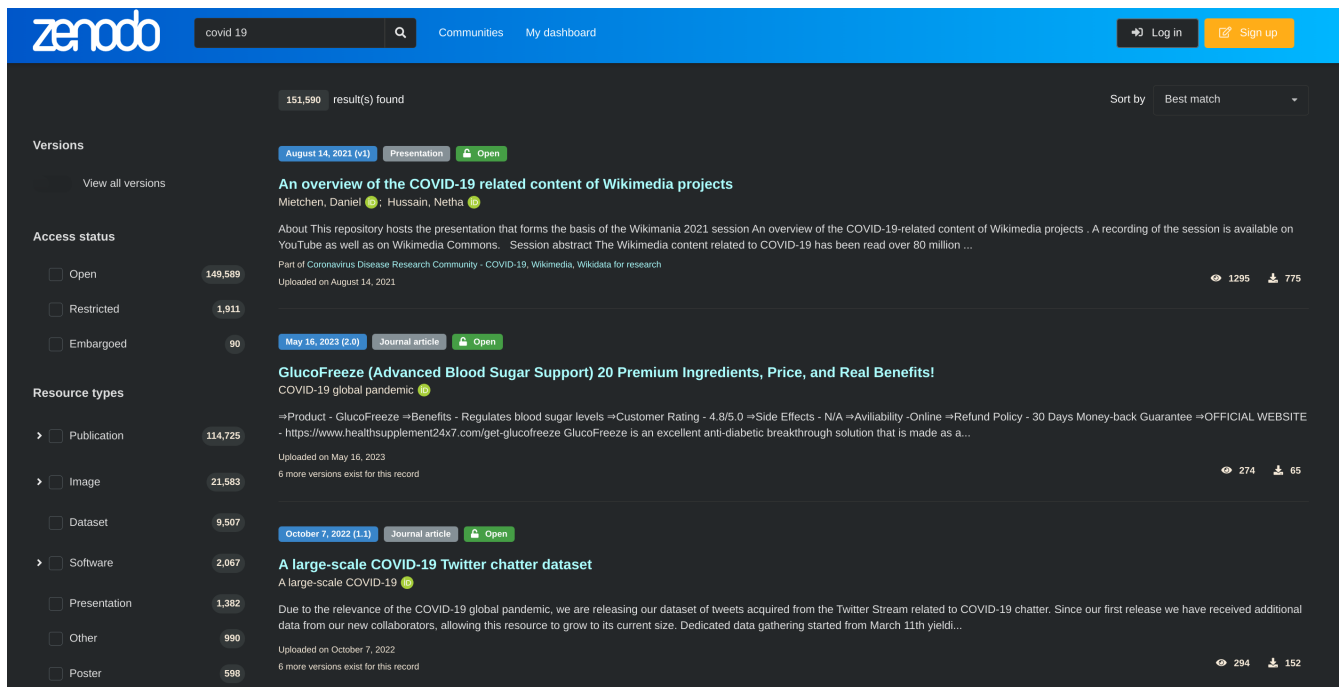 zenodo
covid 19
Communities My dashboard
Log in
Sign up
151,590 result(s) found
Sort by Best match
Versions
View all versions
Access status
Open 149,589
Restricted 1,911
Embargoed 90
Resource types
Publication 114,725
Image 21,583
Dataset 9,507
Software 2,067
Presentation 1,382
Other 990
Poster 598
August 14, 2021 (v1) Presentation Open
An overview of the COVID-19 related content of Wikimedia projects
Mietchen, Daniel iD; Hussain, Netha iD
About This repository hosts the presentation that forms the basis of the Wikimania 2021 session An overview of the COVID-19-related content of Wikimedia projects . A recording of the session is available on
YouTube as well as on Wikimedia Commons. Session abstract The Wikimedia content related to COVID-19 has been read over 80 million ...
Part of Coronavirus Disease Research Community - COVID-19, Wikimedia, Wikidata for research
Uploaded on August 14, 2021
1295 775
May 16, 2023 (2.0) Journal article Open
GlucoFreeze (Advanced Blood Sugar Support) 20 Premium Ingredients, Price, and Real Benefits!
COVID-19 global pandemic iD
⇒Product - GlucoFreeze ⇒Benefits - Regulates blood sugar levels ⇒Customer Rating - 4.8/5.0 ⇒Side Effects - N/A ⇒Aviliability -Online ⇒Refund Policy - 30 Days Money-back Guarantee ⇒OFFICIAL WEBSITE
- https://www.healthsupplement24x7.com/get-glucofreeze GlucoFreeze is an excellent anti-diabetic breakthrough solution that is made as a...
Uploaded on May 16, 2023
6 more versions exist for this record
274 65
October 7, 2022 (1.1) Journal article Open
A large-scale COVID-19 Twitter chatter dataset
A large-scale COVID-19 iD
Due to the relevance of the COVID-19 global pandemic, we are releasing our dataset of tweets acquired from the Twitter Stream related to COVID-19 chatter. Since our first release we have received additional
data from our new collaborators, allowing this resource to grow to its current size. Dedicated data gathering started from March 11th yieldi...
Uploaded on October 7, 2022
6 more versions exist for this record
294 152